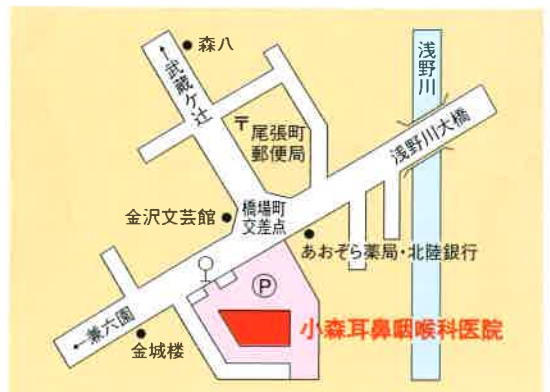 森八
↑武蔵ヶ辻
浅野川
〒
尾張町
郵便局
浅野川大橋
金沢文芸館
橋場町
交差点
あおぞら薬局・北陸銀行
P
小森耳鼻咽喉科医院
←兼六園
金城楼